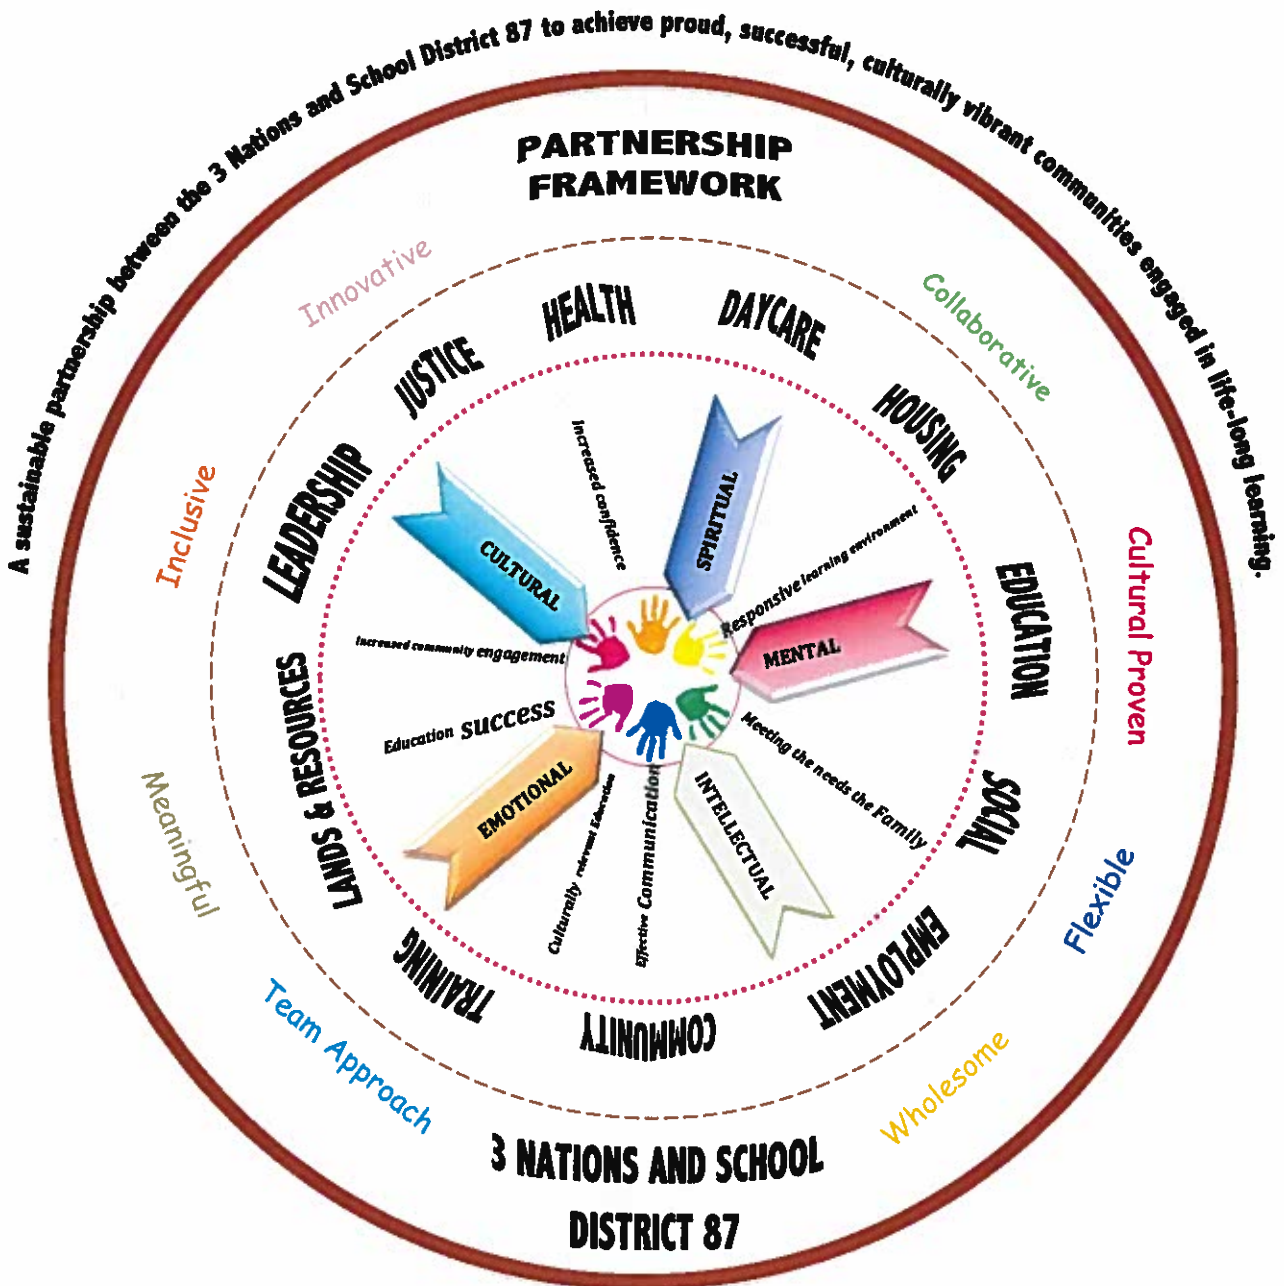 A sustainable partnership between the 3 Nations and School District 87 to achieve proud, successful, culturally vibrant communities engaged in life-long learning.
PARTNERSHIP
FRAMEWORK
Innovative
Collaborative
Cultural Proven
Flexible
Wholesome
Team Approach
Meaningful
Inclusive
HEALTH
DAYCARE
HOUSING
EDUCATION
SOCIAL
EMPLOYMENT
COMMUNITY
TRAINING
LANDS & RESOURCES
LEADERSHIP
JUSTICE
Increased confidence
SPIRITUAL
Responsive learning environment
MENTAL
Meeting the needs the Family
INTELLECTUAL
Effective Communication
Culturally relevant Education
EMOTIONAL
Education success
Increased community engagement
CULTURAL
3 NATIONS AND SCHOOL
DISTRICT 87